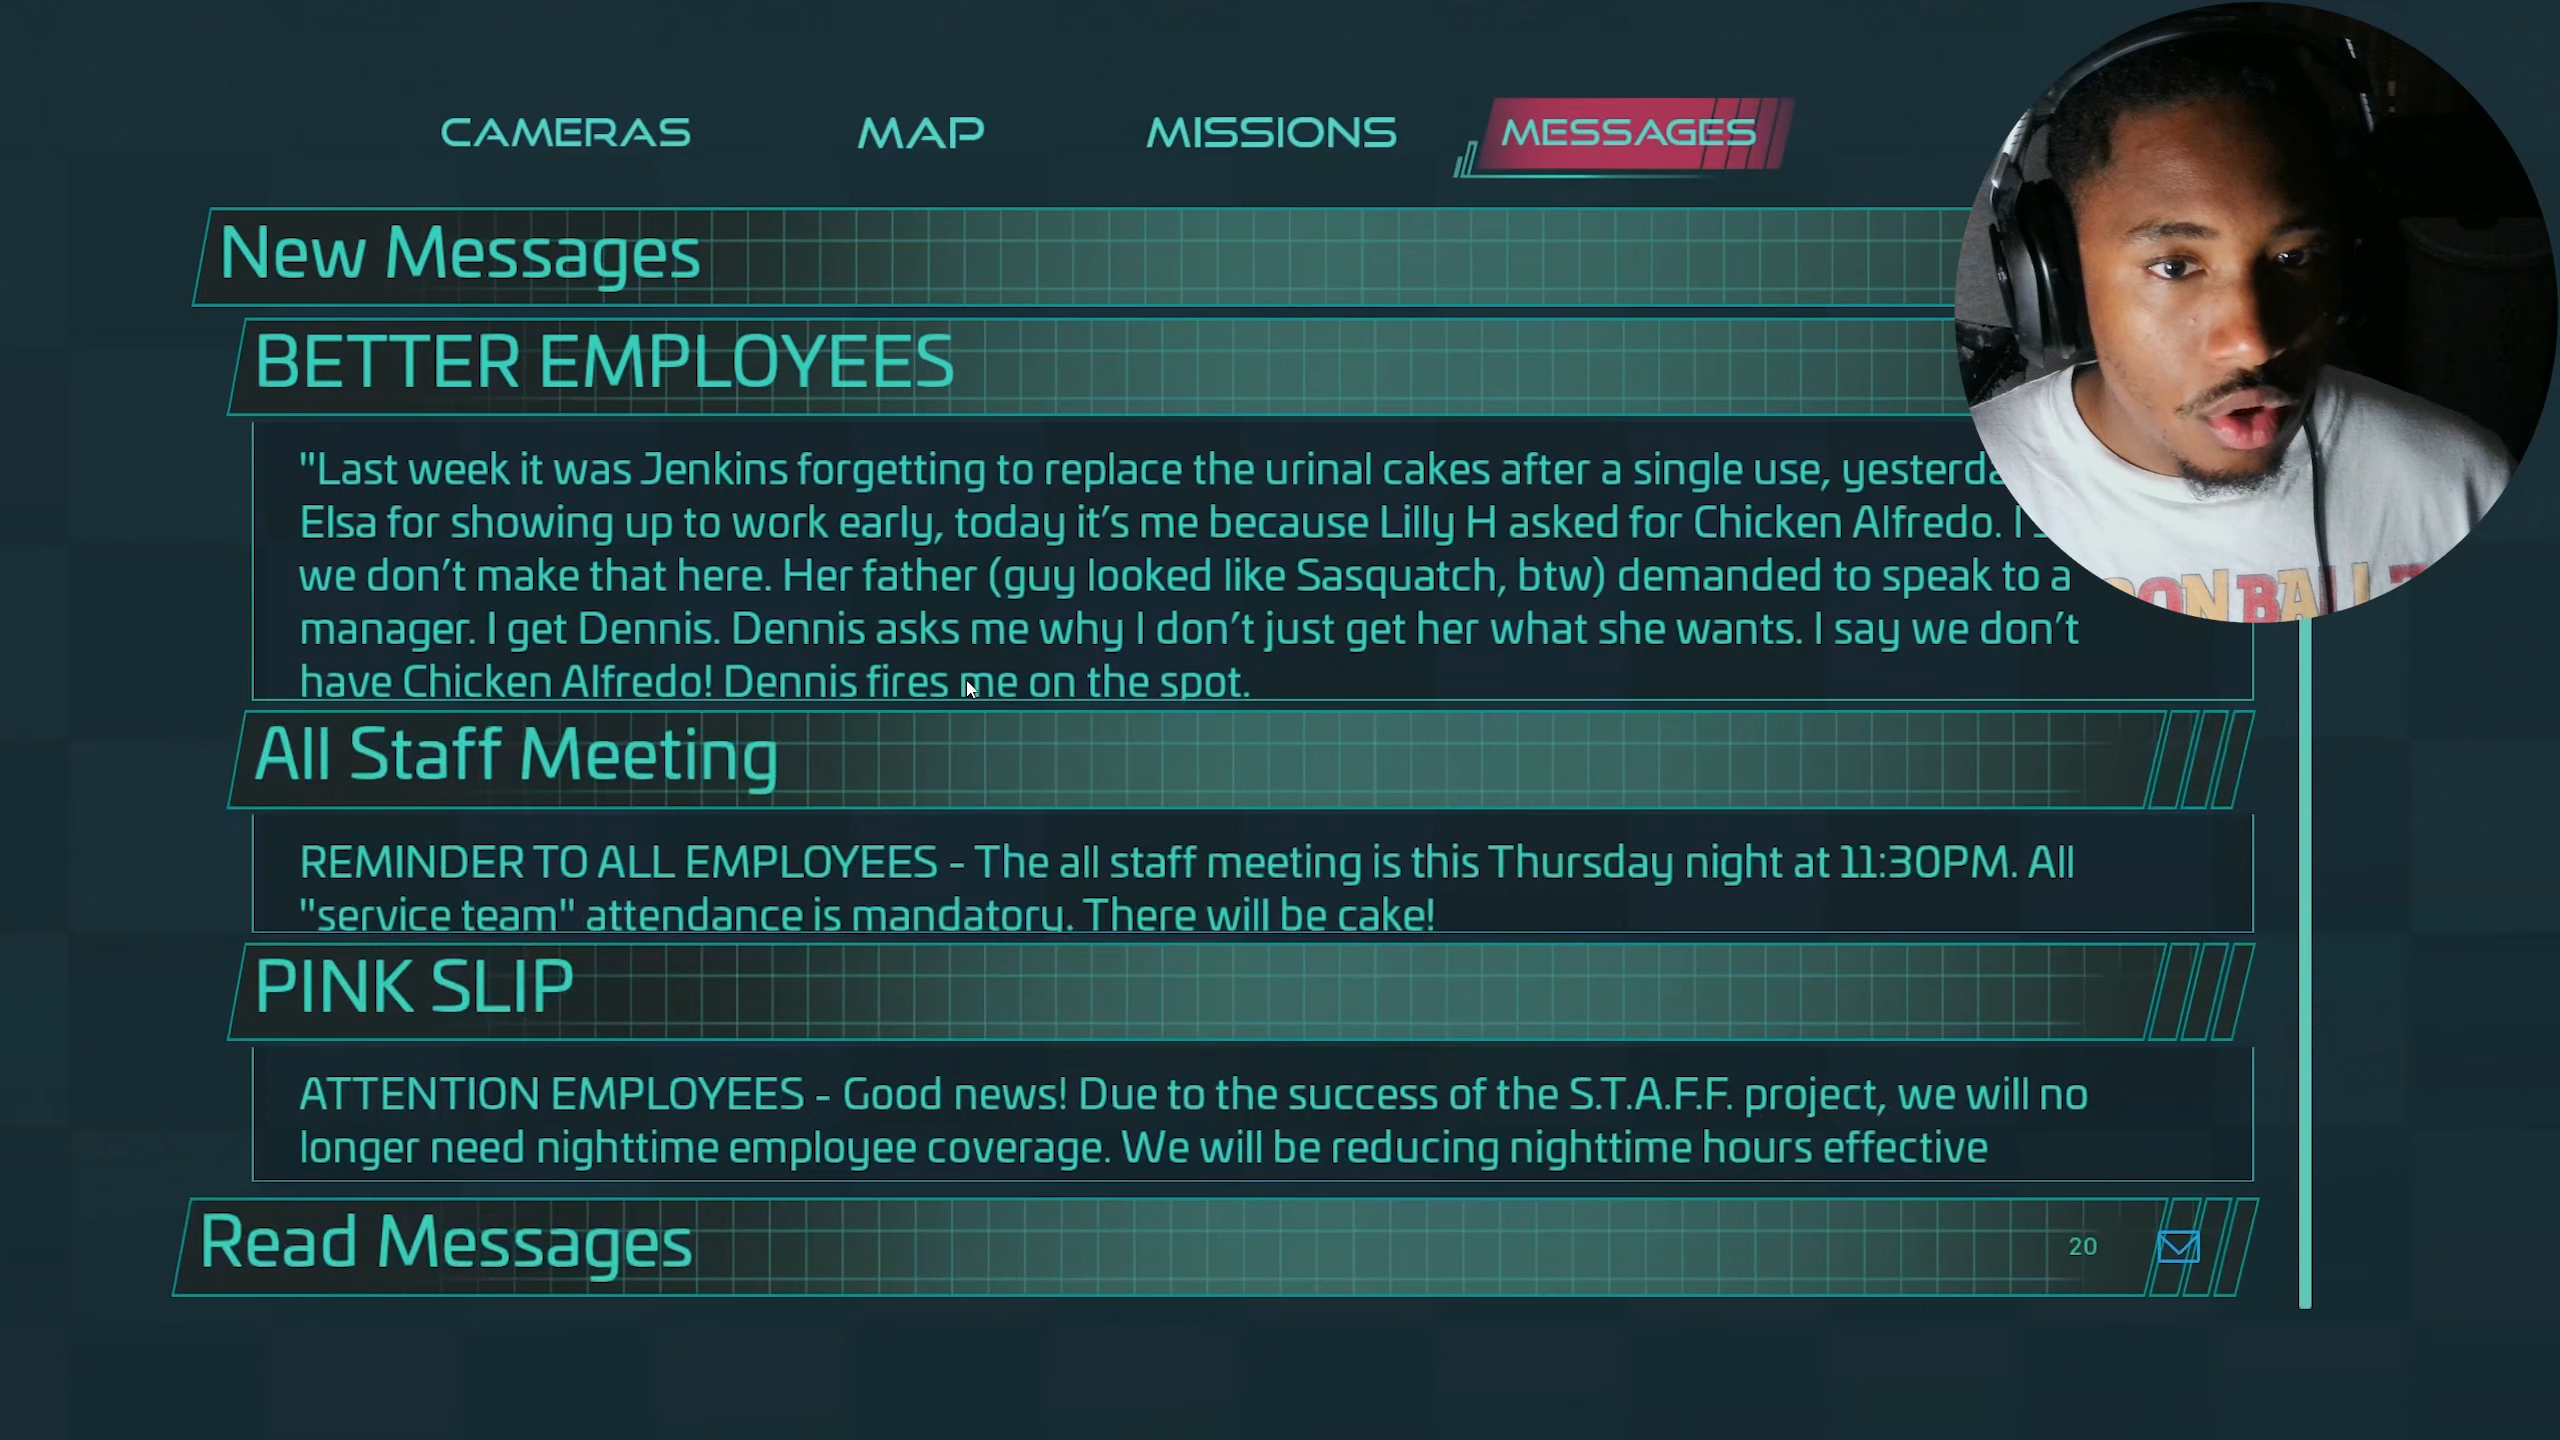 CAMERAS MAP MISSIONS MESSAGES
New Messages
BETTER EMPLOYEES
"Last week it was Jenkins forgetting to replace the urinal cakes after a single use,
Elsa for showing up to work early, today it's me because Lilly H asked for Chicken Alfredo. I
we don't make that here. Her father (guy looked like Sasquatch, btw) demanded to speak to a
manager. I get Dennis. Dennis asks me why I don't just get her what she wants. I say we don't
have Chicken Alfredo! Dennis fires me on the spot.
All Staff Meeting
REMINDER TO ALL EMPLOYEES - The all staff meeting is this Thursday night at 11:30PM. All
"service team" attendance is mandatory. There will be cake!
PINK SLIP
ATTENTION EMPLOYEES - Good news! Due to the success of the S.T.A.F.F. project, we will no
longer need nighttime employee coverage. We will be reducing nighttime hours effective
Read Messages 20